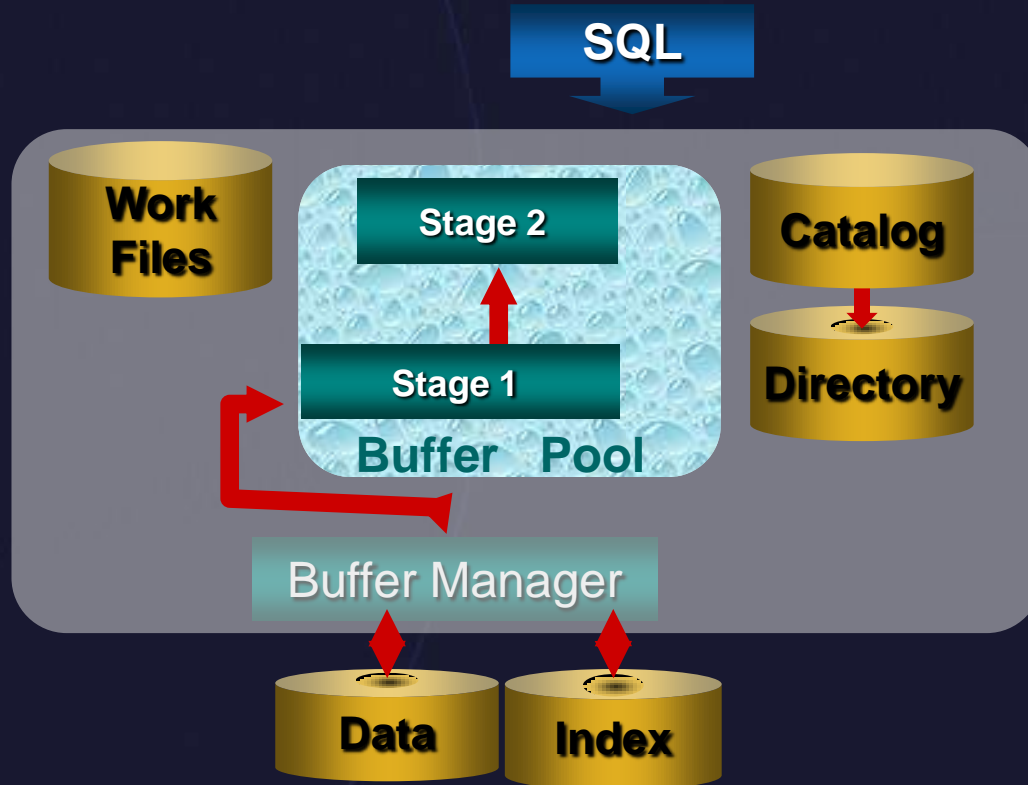 SQL
Work
Files
Stage 2
Catalog
Stage 1
Directory
Buffer Pool
Buffer Manager
Data
Index